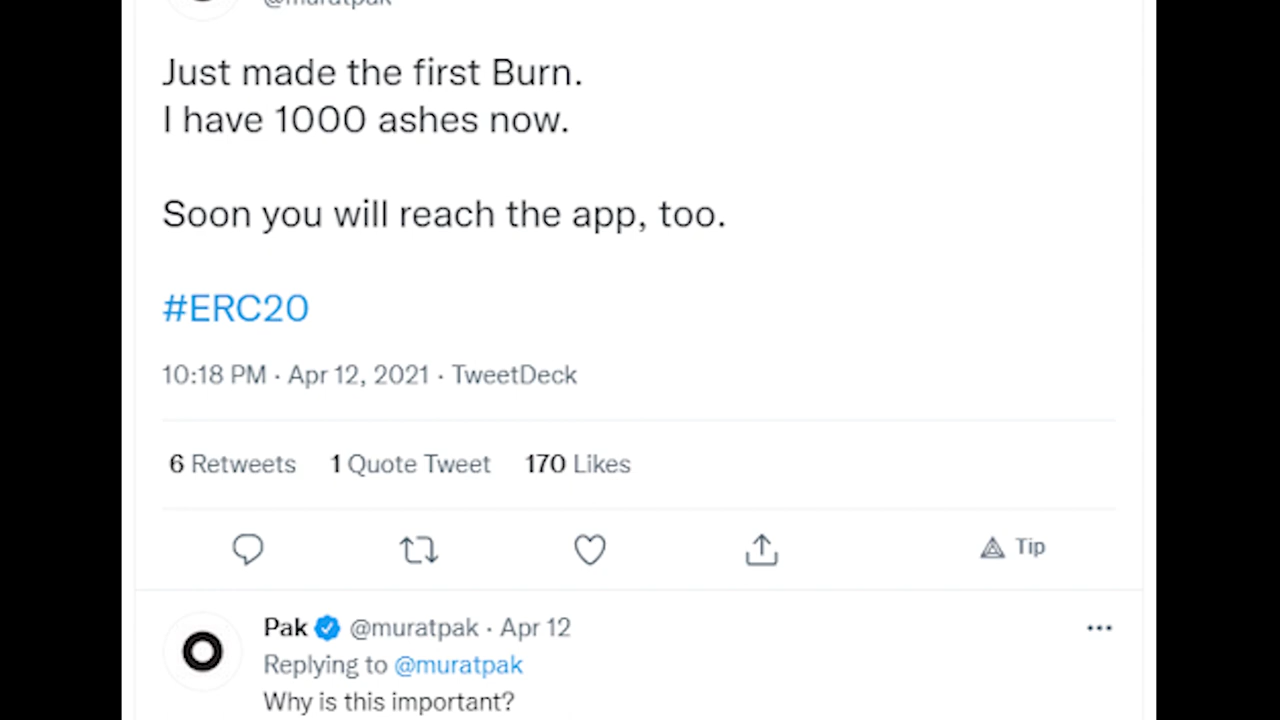 @muratpak
Just made the first Burn.
I have 1000 ashes now.
Soon you will reach the app, too.
#ERC20
10:18 PM · Apr 12, 2021 · TweetDeck
6 Retweets 1 Quote Tweet 170 Likes
Tip
Pak @muratpak · Apr 12
Replying to @muratpak
Why is this important?